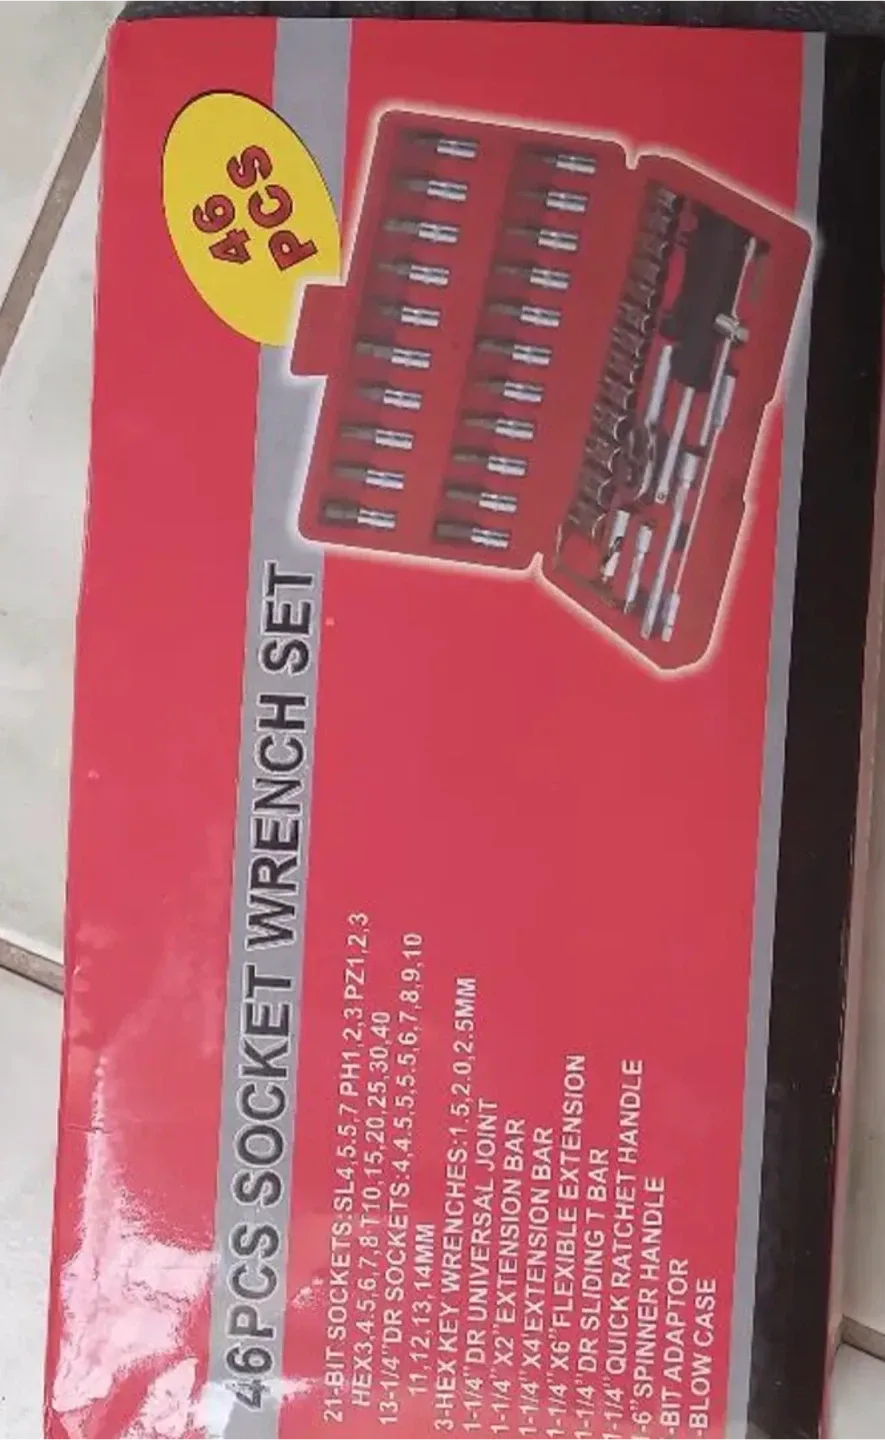 46
PCS
46PCS SOCKET WRENCH SET
21-BIT SOCKETS:SL4,5.5,7 PH1,2,3 PZ1,2,3
HEX3,4,5,6,7,8 T10,15,20,25,30,40
13-1/4"DR SOCKETS:4,4.5,5,5.5,6,7,8,9,10
11,12,13,14MM
3-HEX KEY WRENCHES:1.5,2.0,2.5MM
1-1/4"DR UNIVERSAL JOINT
1-1/4"X2"EXTENSION BAR
1-1/4"X4'EXTENSION BAR
1-1/4"X6"FLEXIBLE EXTENSION
1-1/4"DR SLIDING T BAR
1-1/4"QUICK RATCHET HANDLE
1-6"SPINNER HANDLE
-BIT ADAPTOR
-BLOW CASE